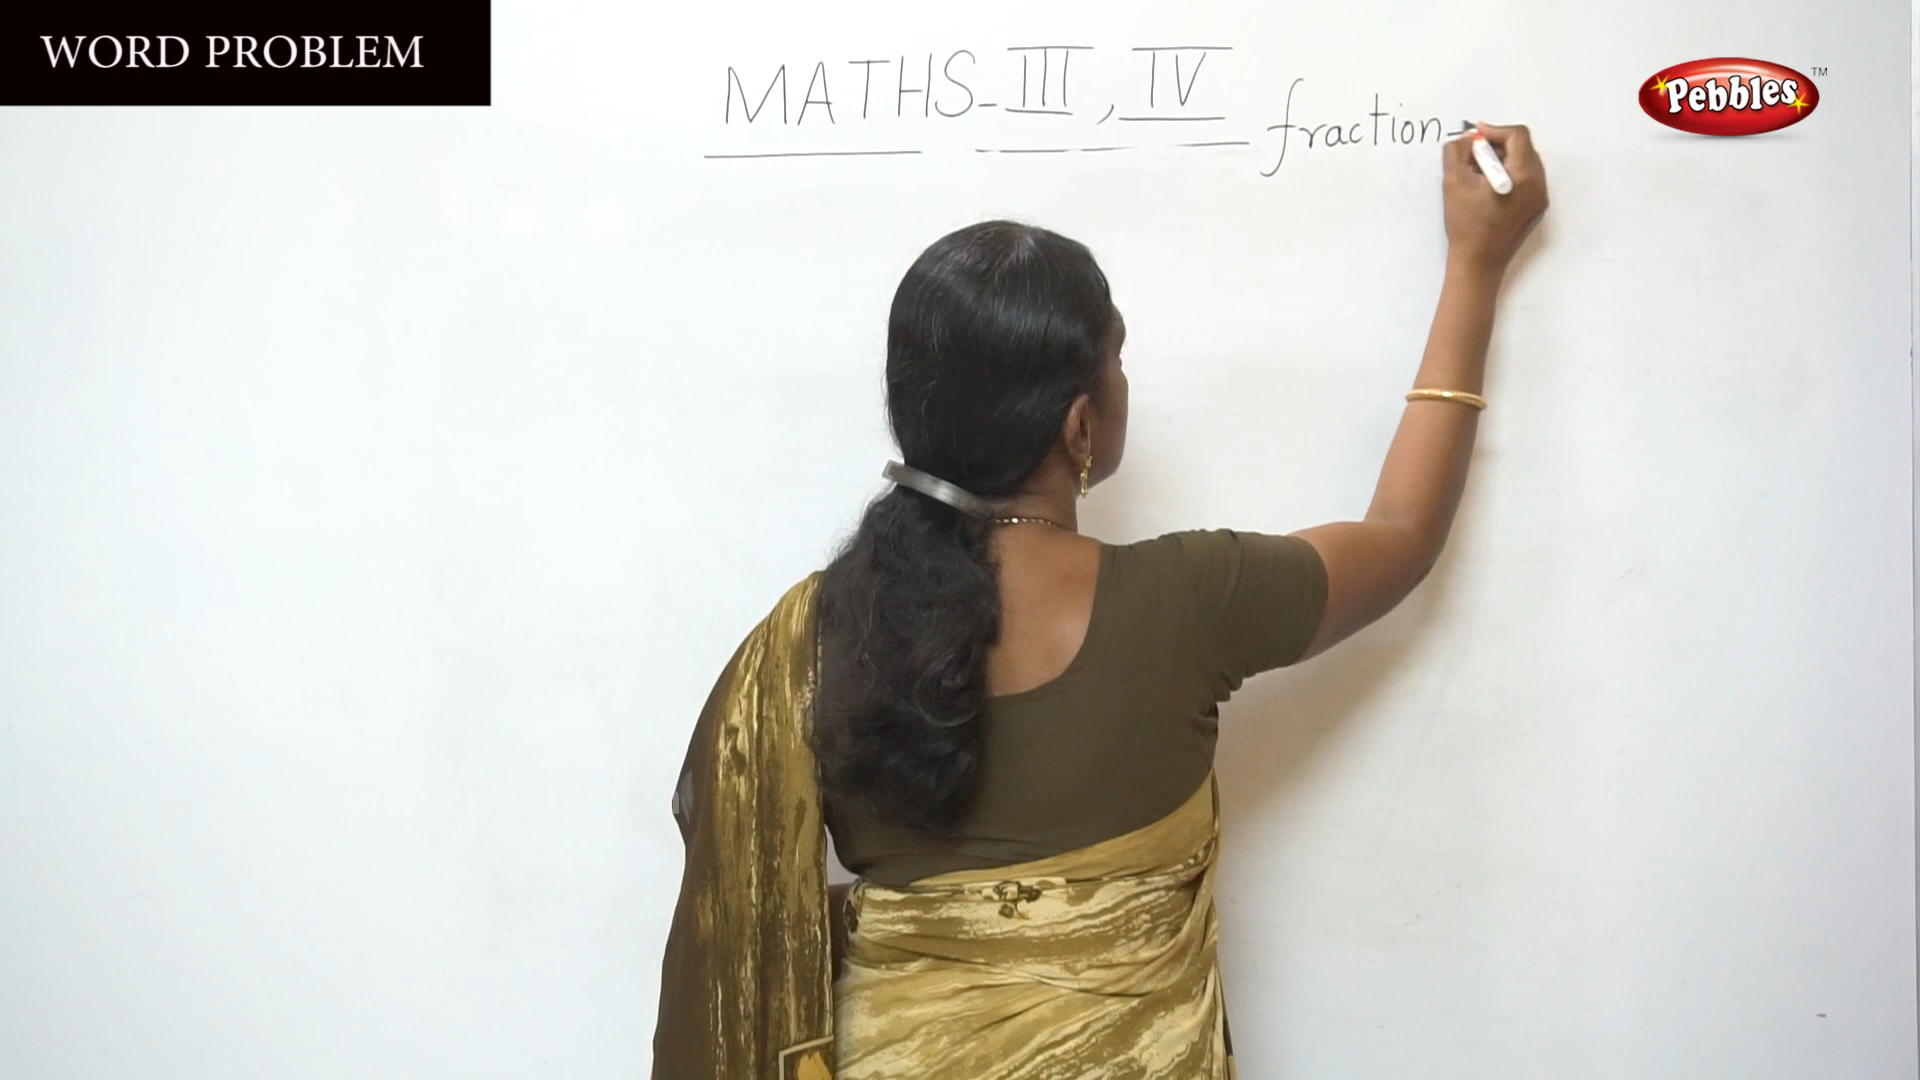 WORD PROBLEM
MATHS - III, IV
fraction-
Pebbles TM